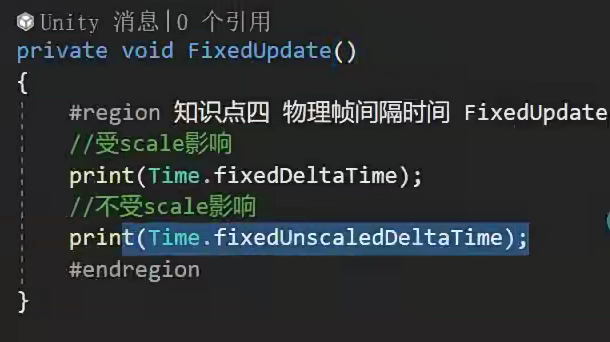 Unity 消息|0 个引用
private void FixedUpdate()
{
#region 知识点四 物理帧间隔时间 FixedUpdate
//受scale影响
print(Time.fixedDeltaTime);
//不受scale影响
print(Time.fixedUnscaledDeltaTime);
#endregion
}